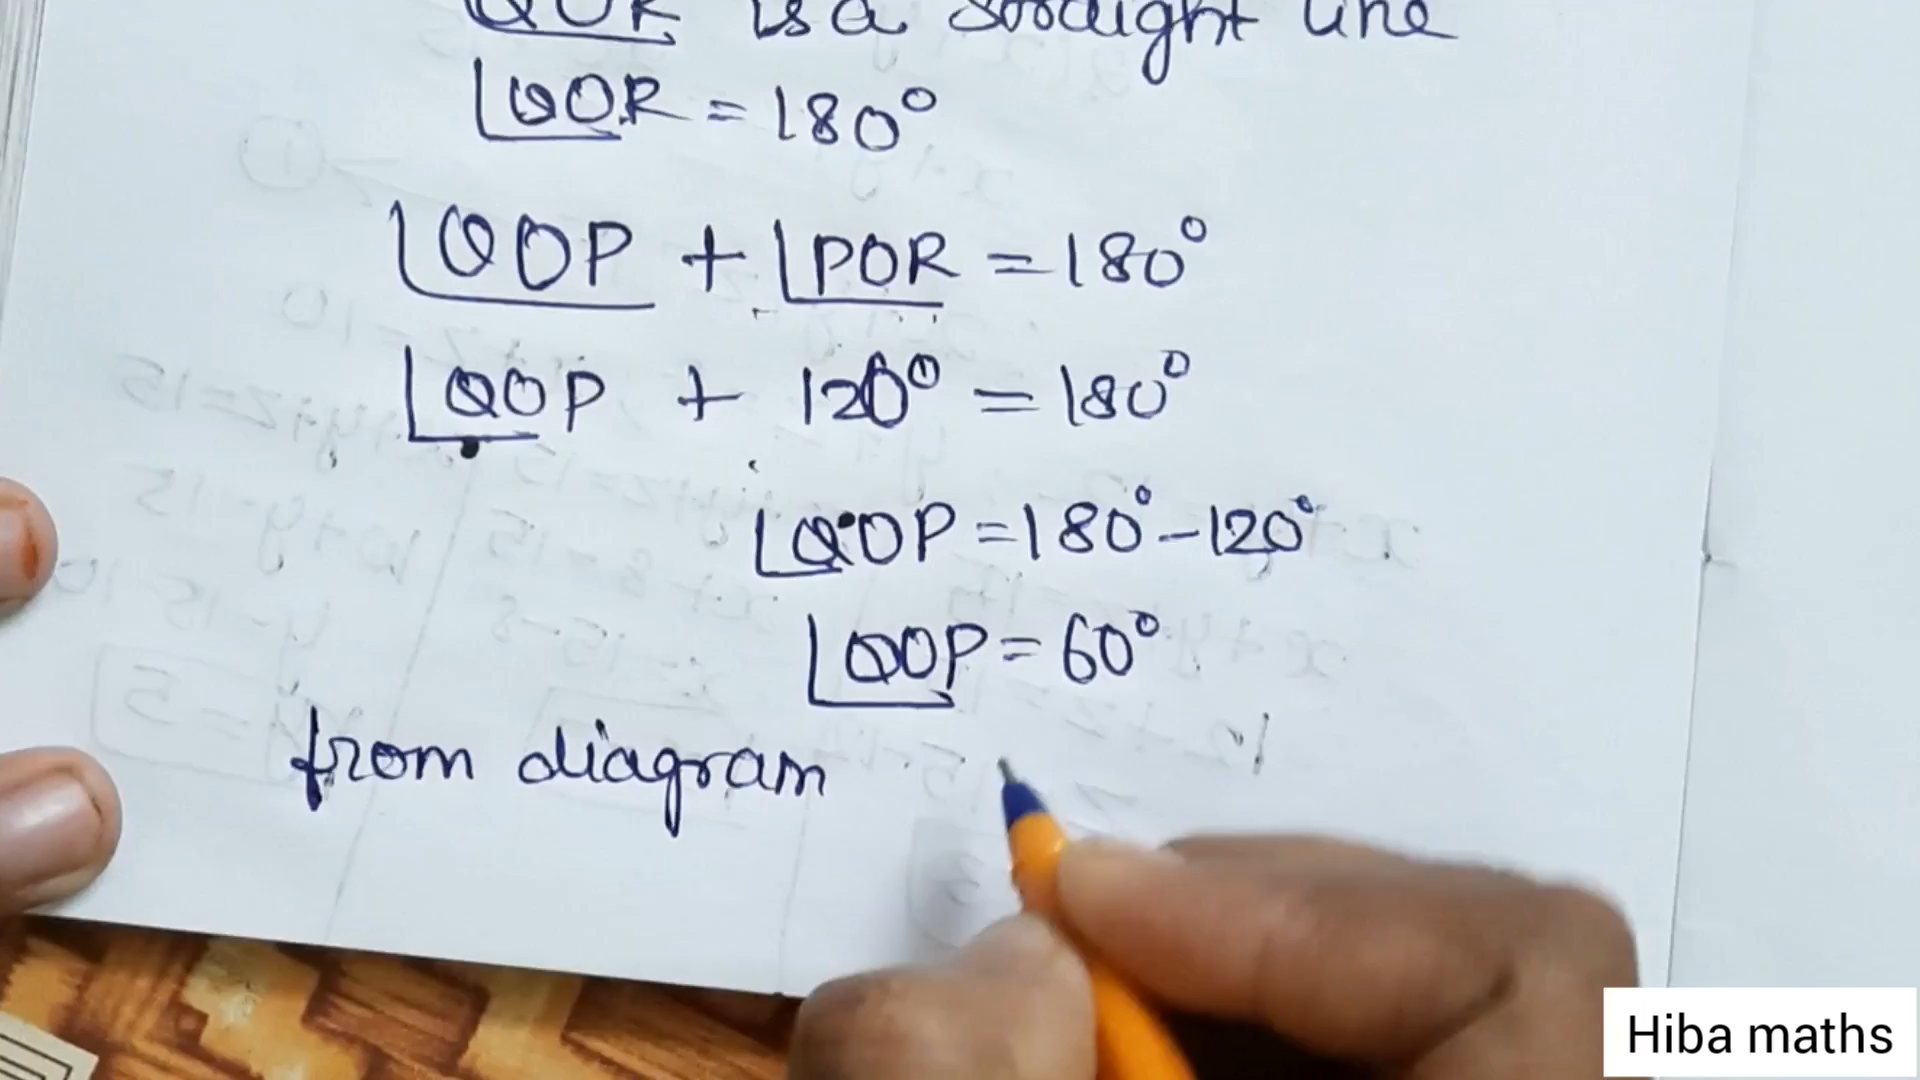 QOR is a straight line
∠QOR = 180°
∠QOP + ∠POR = 180°
∠QOP + 120° = 180°
∠QOP = 180° - 120°
∠QOP = 60°
from diagram
Hiba maths